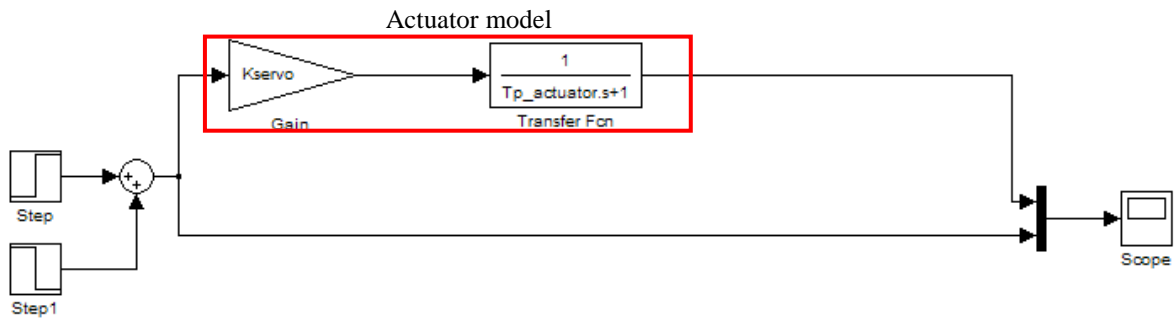 Actuator model
Kservo
Gain
1
Tp_actuator.s+1
Transfer Fcn
+
+
Step
Step1
Scope